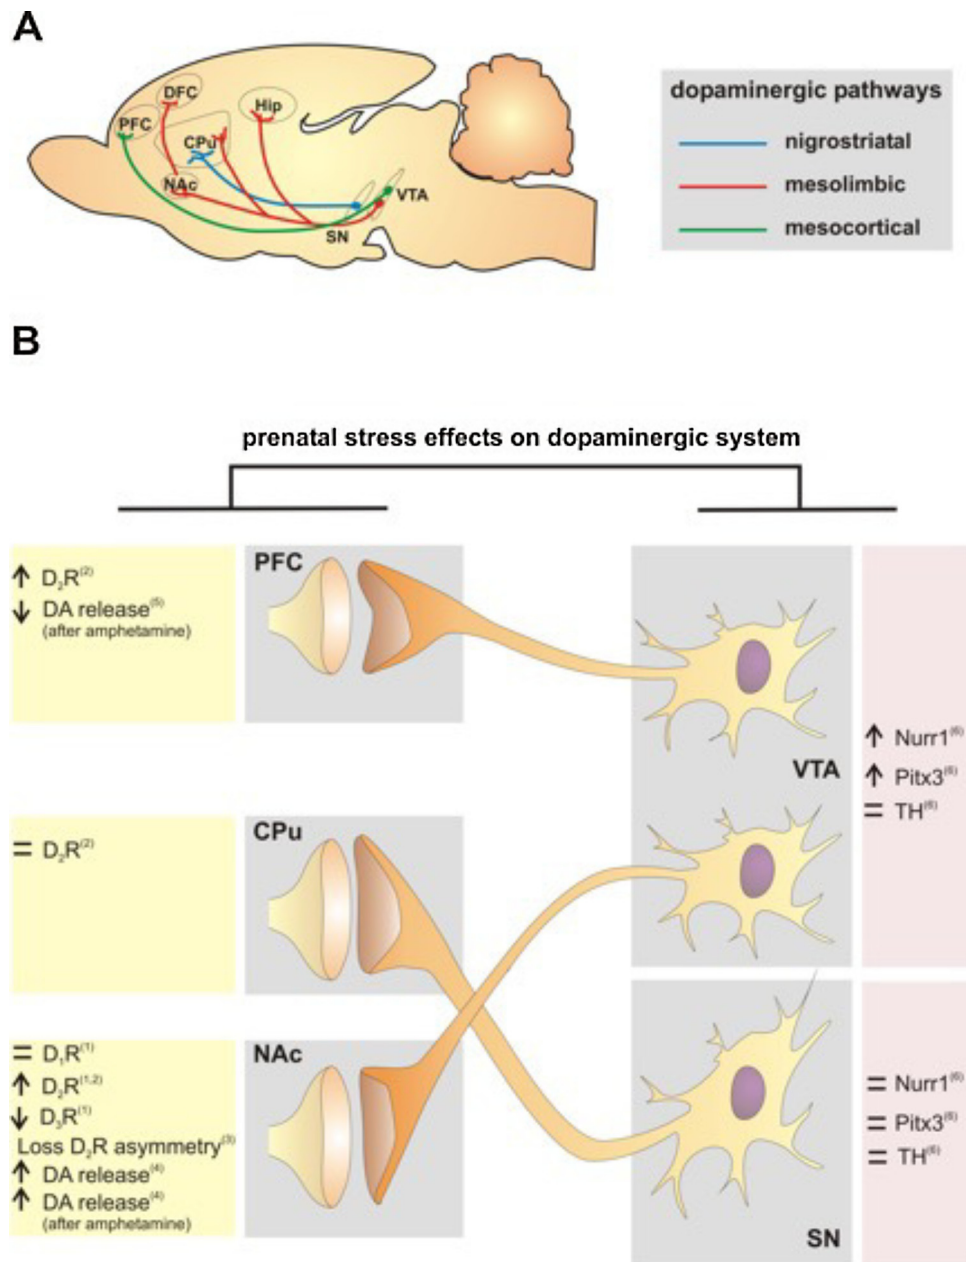 A
DFC
PFC
Hip
CPu
NAc
VTA
SN
dopaminergic pathways
nigrostriatal
mesolimbic
mesocortical
B
prenatal stress effects on dopaminergic system
↑ D₂R⁽²⁾
↓ DA release⁽⁵⁾
(after amphetamine)
PFC
VTA
↑ Nurr1⁽⁶⁾
↑ Pitx3⁽⁶⁾
= TH⁽⁶⁾
= D₂R⁽²⁾
CPu
= D₁R⁽¹⁾
↑ D₂R⁽¹,²⁾
↓ D₃R⁽¹⁾
Loss D₂R asymmetry⁽³⁾
↑ DA release⁽⁴⁾
↑ DA release⁽⁴⁾
(after amphetamine)
NAc
SN
= Nurr1⁽⁶⁾
= Pitx3⁽⁶⁾
= TH⁽⁶⁾